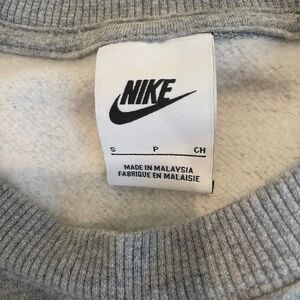 NIKE
S P CH
MADE IN MALAYSIA
FABRIQUE EN MALAISIE